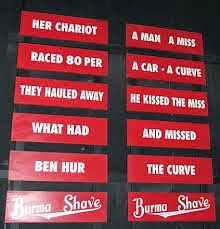 HER CHARIOT
RACED 80 PER
THEY HAULED AWAY
WHAT HAD
BEN HUR
Burma Shave
A MAN A MISS
A CAR - A CURVE
HE KISSED THE MISS
AND MISSED
THE CURVE
Burma Shave